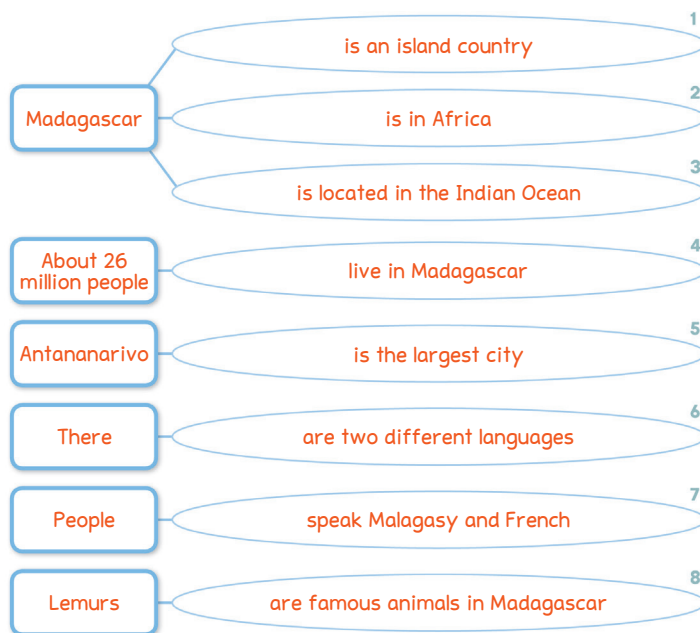 1
is an island country
2
Madagascar
is in Africa
3
is located in the Indian Ocean
4
About 26
million people
live in Madagascar
5
Antananarivo
is the largest city
6
There
are two different languages
7
People
speak Malagasy and French
8
Lemurs
are famous animals in Madagascar